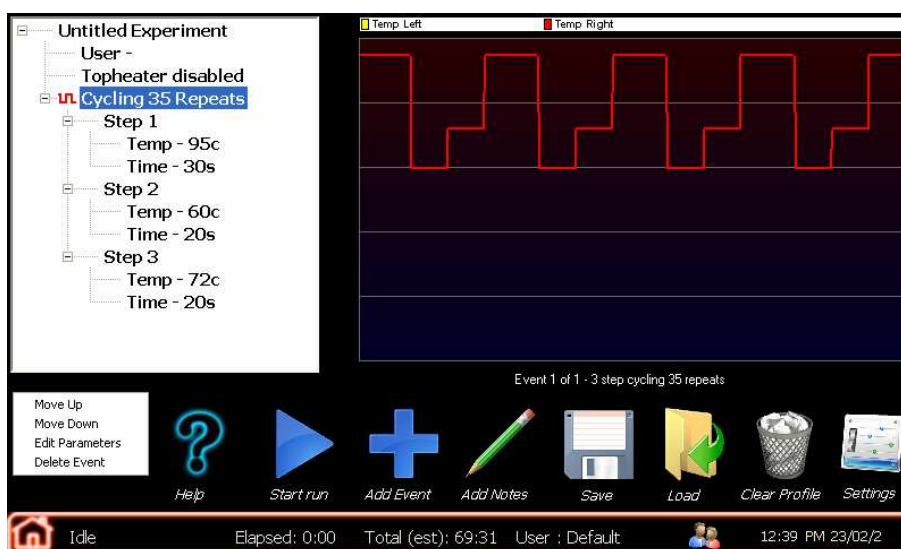 Untitled Experiment
User -
Topheater disabled
Cycling 35 Repeats
Step 1
Temp - 95c
Time - 30s
Step 2
Temp - 60c
Time - 20s
Step 3
Temp - 72c
Time - 20s
Temp Left
Temp Right
Event 1 of 1 - 3 step cycling 35 repeats
Move Up
Move Down
Edit Parameters
Delete Event
Help
Start run
Add Event
Add Notes
Save
Load
Clear Profile
Settings
Idle
Elapsed: 0:00
Total (est): 69:31
User : Default
12:39 PM 23/02/2